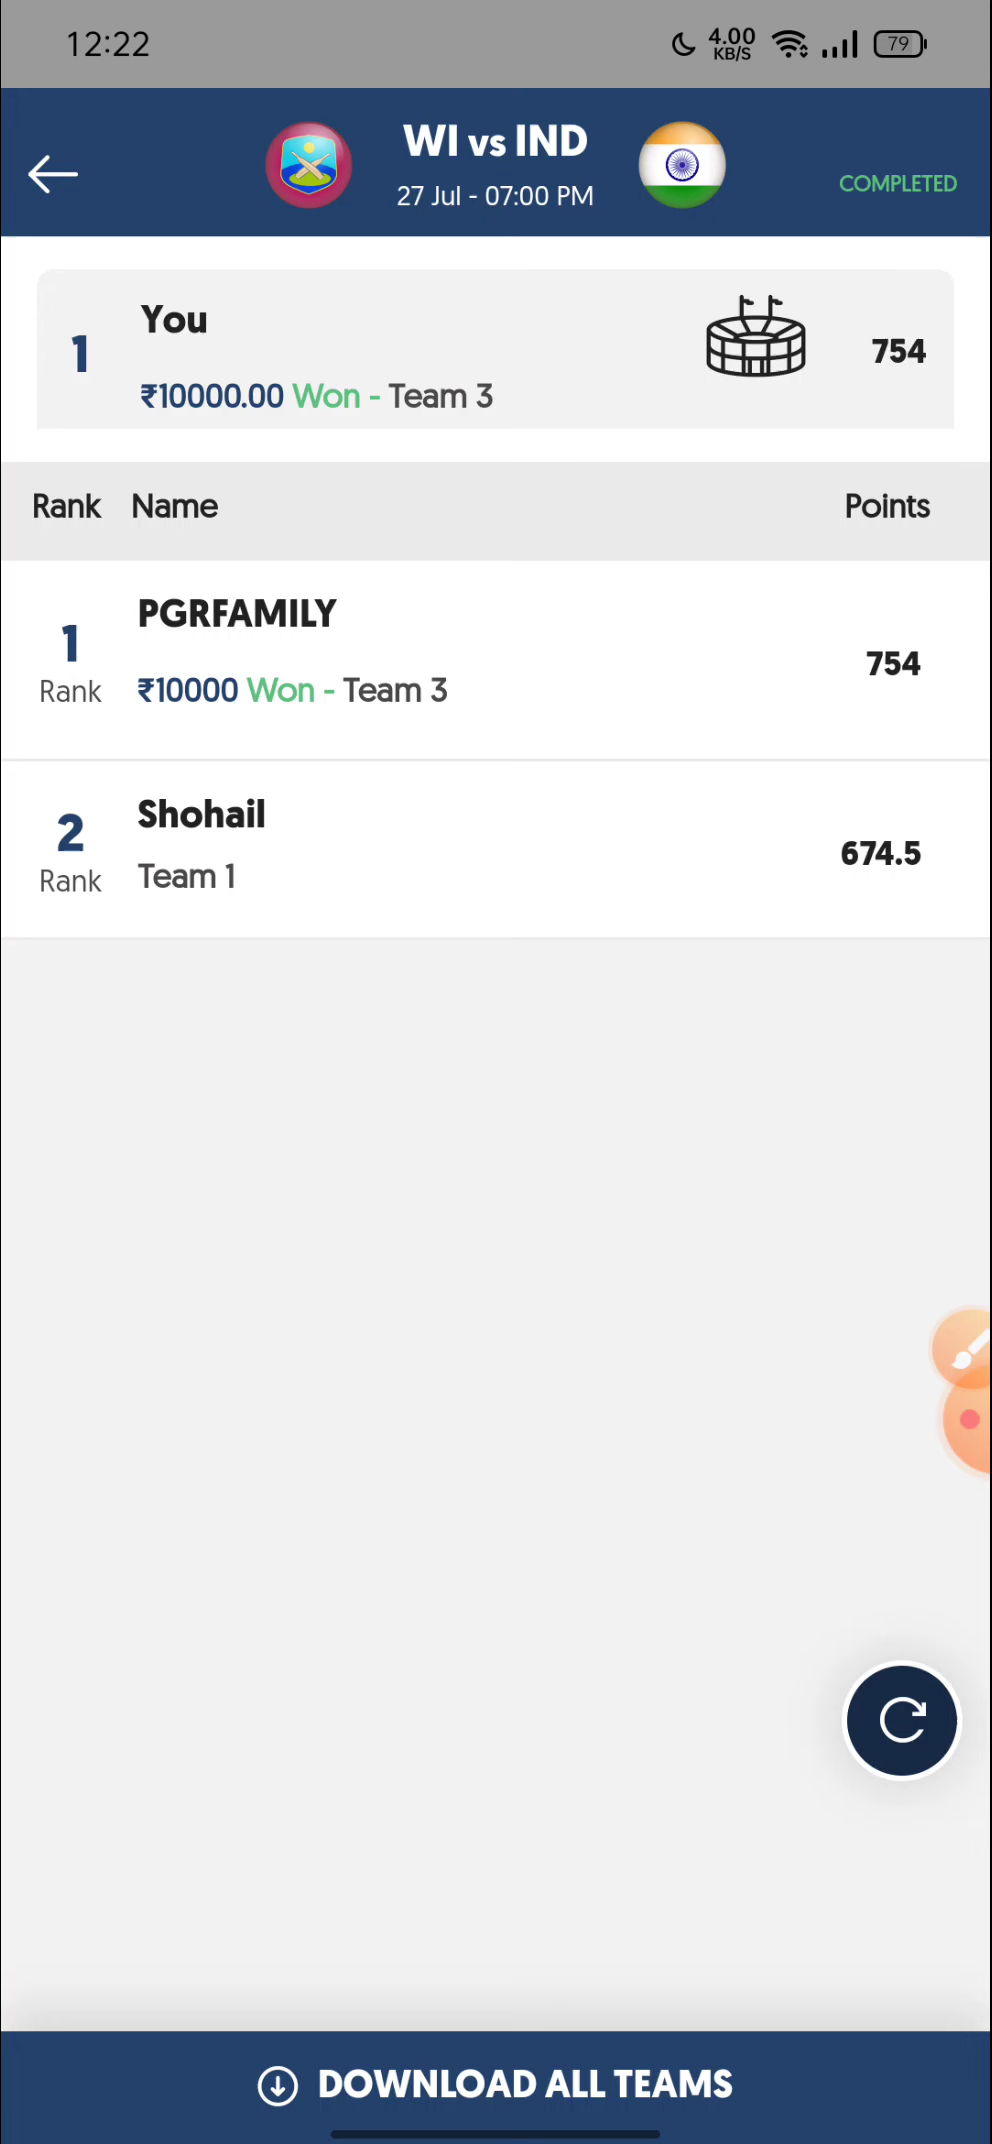 12:22
4.00
KB/S
79
WI vs IND
27 Jul - 07:00 PM
COMPLETED
1
You
₹10000.00 Won - Team 3
754
Rank Name Points
1
Rank
PGRFAMILY
₹10000 Won - Team 3
754
2
Rank
Shohail
Team 1
674.5
DOWNLOAD ALL TEAMS